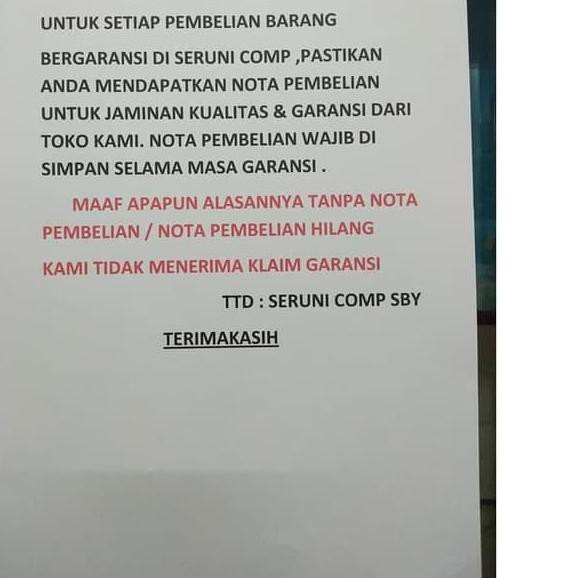 UNTUK SETIAP PEMBELIAN BARANG
BERGARANSI DI SERUNI COMP ,PASTIKAN
ANDA MENDAPATKAN NOTA PEMBELIAN
UNTUK JAMINAN KUALITAS & GARANSI DARI
TOKO KAMI. NOTA PEMBELIAN WAJIB DI
SIMPAN SELAMA MASA GARANSI .
MAAF APAPUN ALASANNYA TANPA NOTA
PEMBELIAN / NOTA PEMBELIAN HILANG
KAMI TIDAK MENERIMA KLAIM GARANSI
TTD : SERUNI COMP SBY
TERIMAKASIH